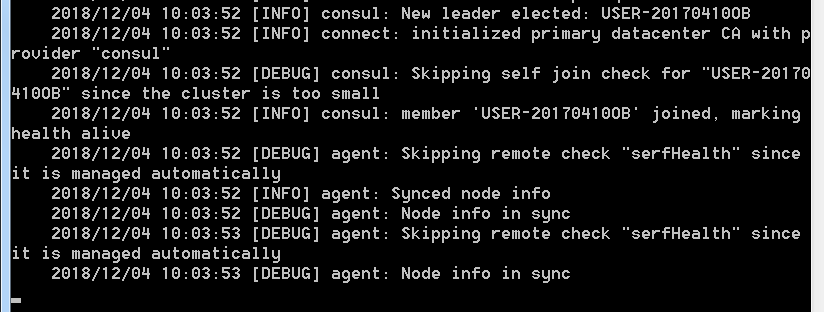 2018/12/04 10:03:52 [INFO] consul: New leader elected: USER-20170410OB
2018/12/04 10:03:52 [INFO] connect: initialized primary datacenter CA with p
rovider "consul"
2018/12/04 10:03:52 [DEBUG] consul: Skipping self join check for "USER-20170
410OB" since the cluster is too small
2018/12/04 10:03:52 [INFO] consul: member 'USER-20170410OB' joined, marking
health alive
2018/12/04 10:03:52 [DEBUG] agent: Skipping remote check "serfHealth" since
it is managed automatically
2018/12/04 10:03:52 [INFO] agent: Synced node info
2018/12/04 10:03:52 [DEBUG] agent: Node info in sync
2018/12/04 10:03:53 [DEBUG] agent: Skipping remote check "serfHealth" since
it is managed automatically
2018/12/04 10:03:53 [DEBUG] agent: Node info in sync